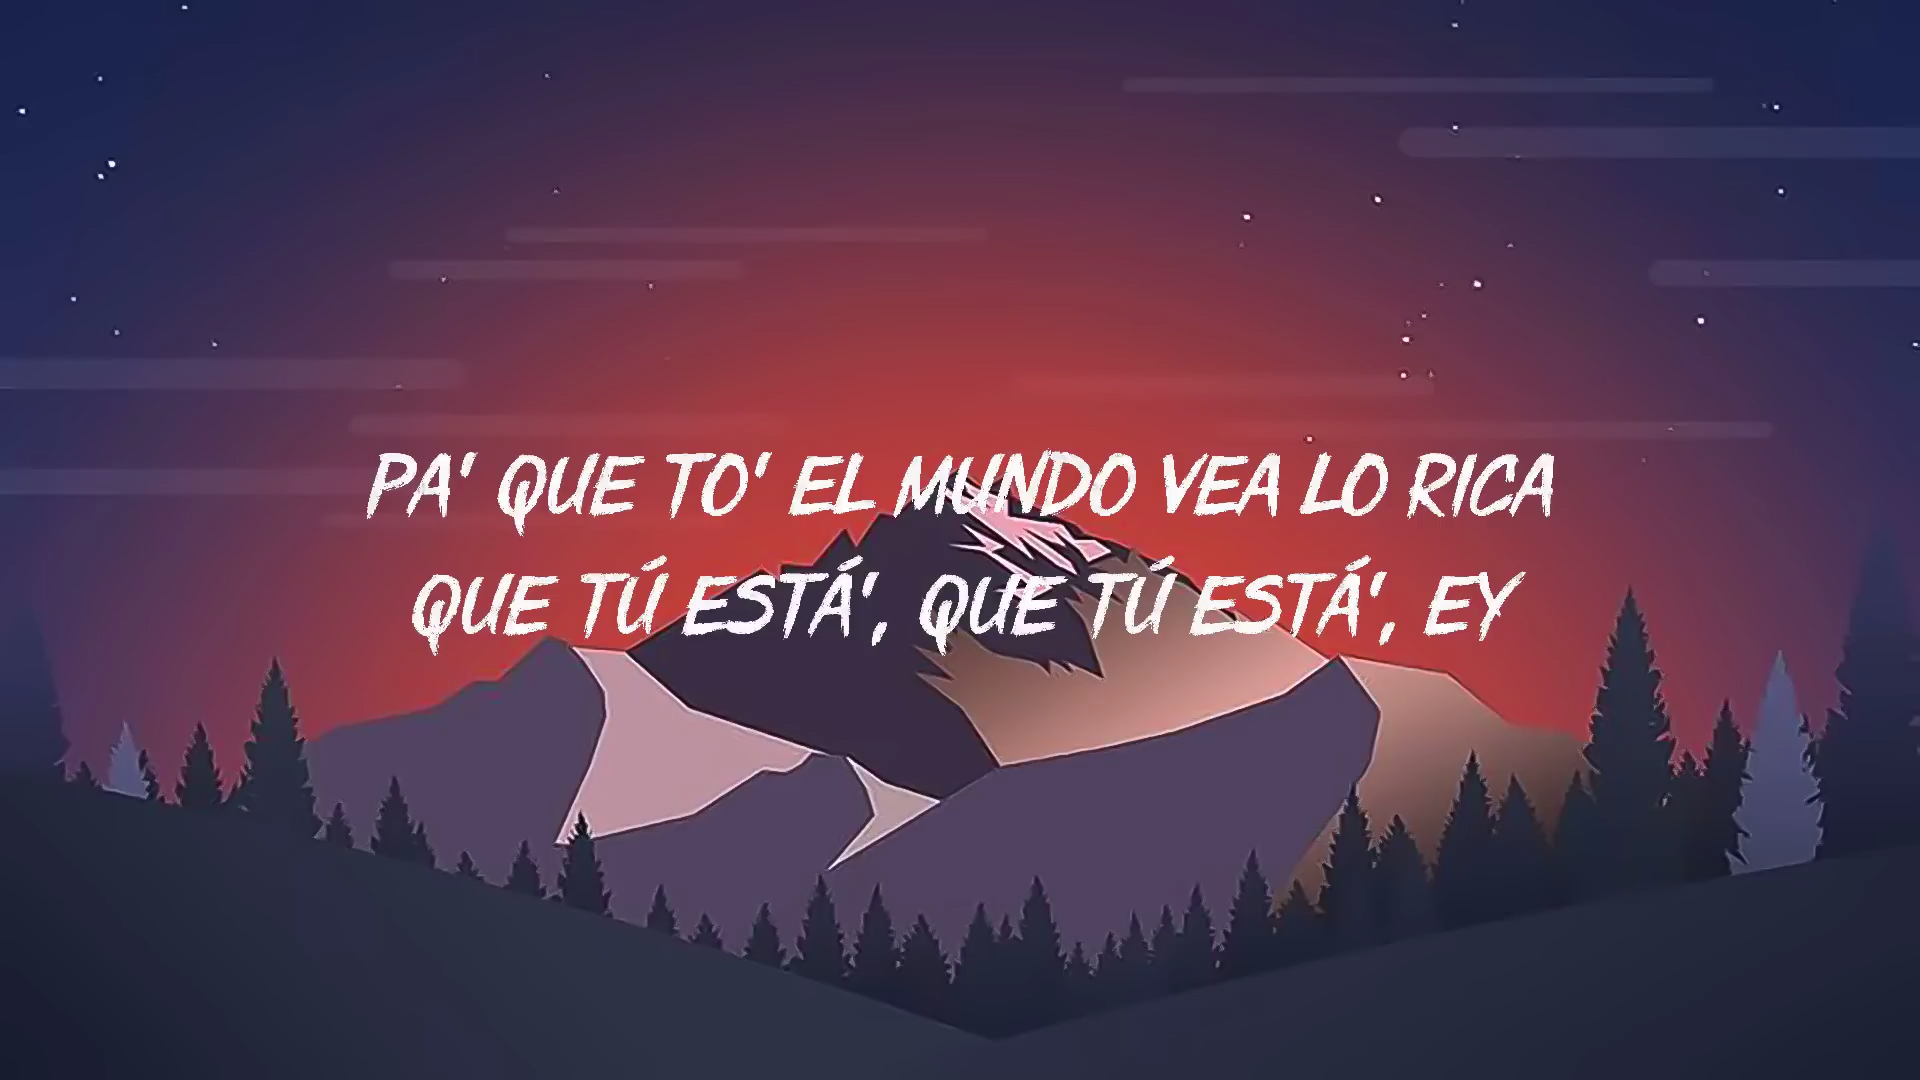 PA' QUE TO' EL MUNDO VEA LO RICA
QUE TÚ ESTÁ', QUE TÚ ESTÁ', EY